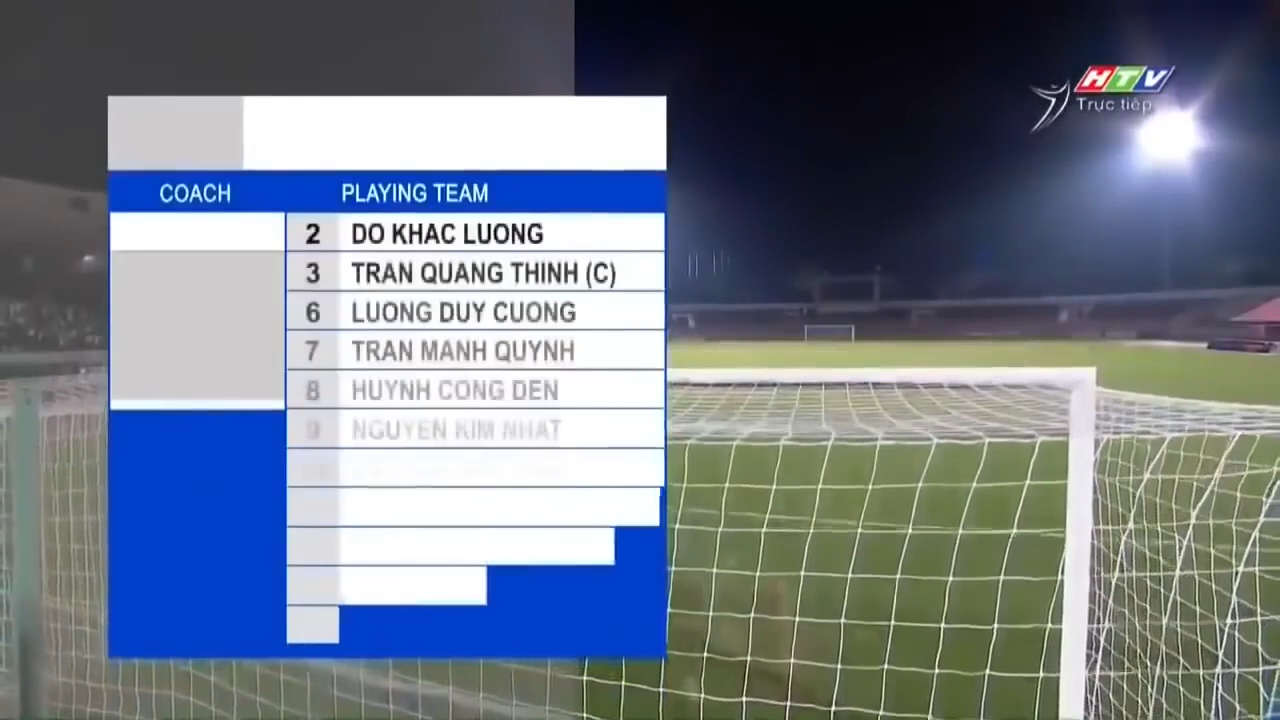 HTV
Trực tiếp
COACH
PLAYING TEAM
2 DO KHAC LUONG
3 TRAN QUANG THINH (C)
6 LUONG DUY CUONG
7 TRAN MANH QUYNH
8 HUYNH CONG DEN
9 NGUYEN KIM NHAT